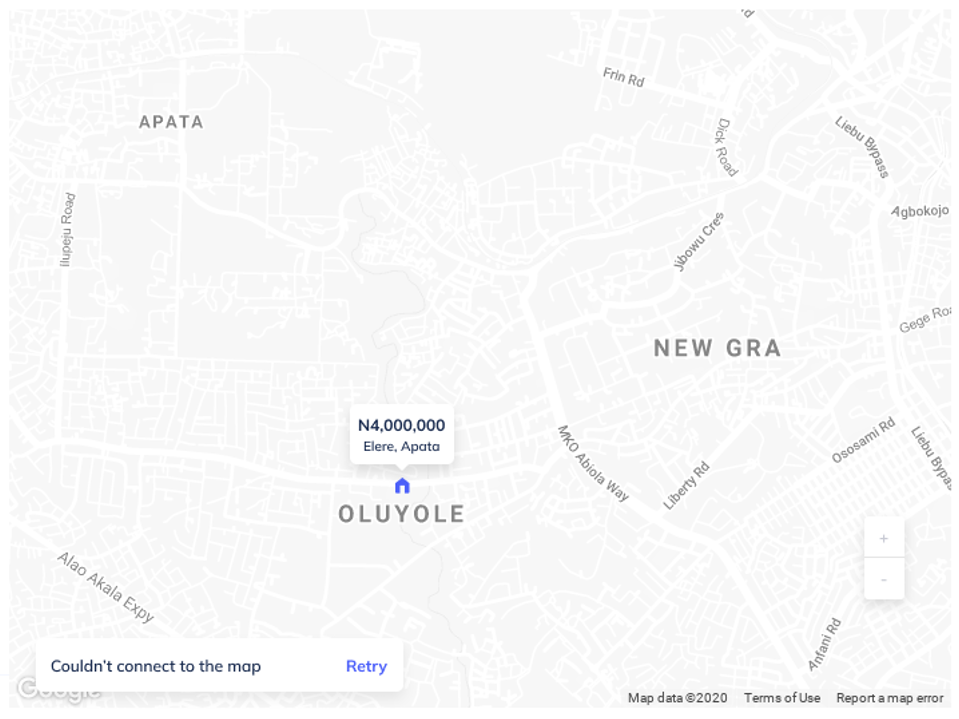 Rd
Frin Rd
APATA
Dick Road
Liebu Bypass
Ilupeju Road
Agbokojo
Jibowu Cres
Gege Roa
NEW GRA
N4,000,000
Elere, Apata
MKO Abiola Way
Ososami Rd
Liebu Bypas
Liberty Rd
OLUYOLE
+
-
Alao Akala Expy
Anfani Rd
Couldn't connect to the map Retry
Google
Map data ©2020 Terms of Use Report a map error